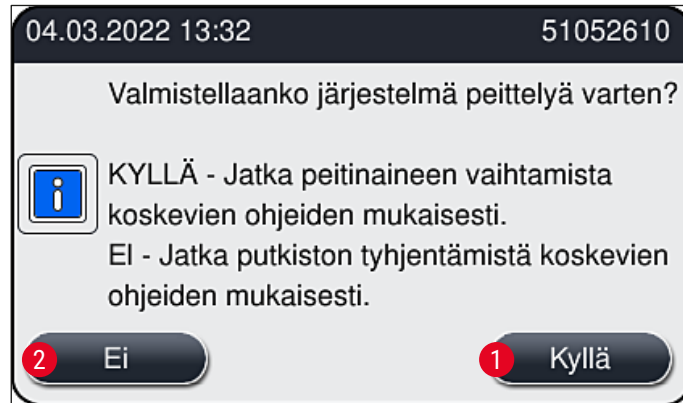 04.03.2022 13:32 51052610
Valmistellaanko järjestelmä peittelyä varten?
KYLLÄ - Jatka peitinaineen vaihtamista
koskevien ohjeiden mukaisesti.
EI - Jatka putkiston tyhjentämistä koskevien
ohjeiden mukaisesti.
2 Ei 1 Kyllä